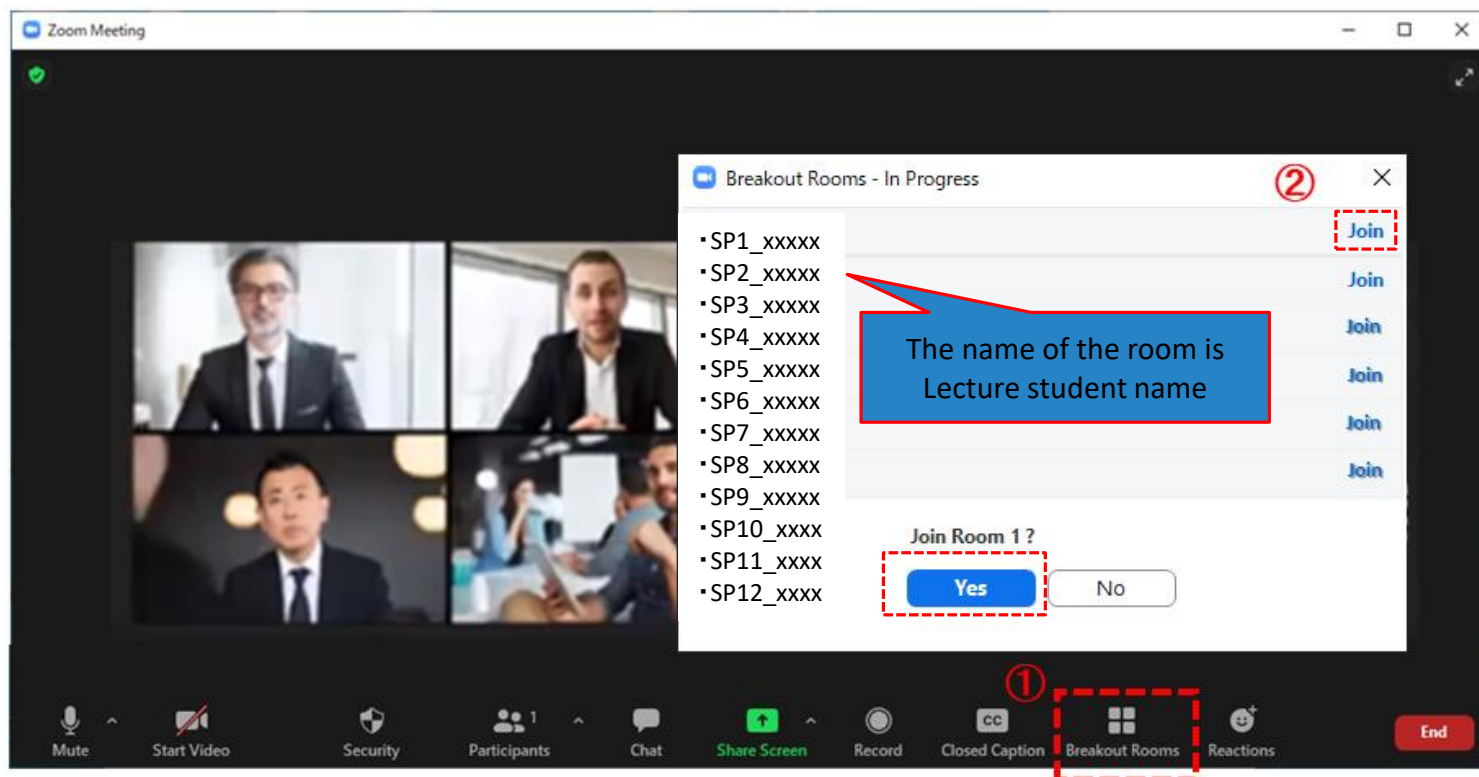 Zoom Meeting
Breakout Rooms - In Progress
②
Join
・SP1_xxxxx
・SP2_xxxxx
Join
・SP3_xxxxx
・SP4_xxxxx
Join
The name of the room is
Lecture student name
・SP5_xxxxx
Join
・SP6_xxxxx
・SP7_xxxxx
Join
・SP8_xxxxx
Join
・SP9_xxxxx
・SP10_xxxx
Join Room 1 ?
・SP11_xxxx
・SP12_xxxx
Yes
No
①
1
CC
Mute
Start Video
Security
Participants
Chat
Share Screen
Record
Closed Caption
Breakout Rooms
Reactions
End